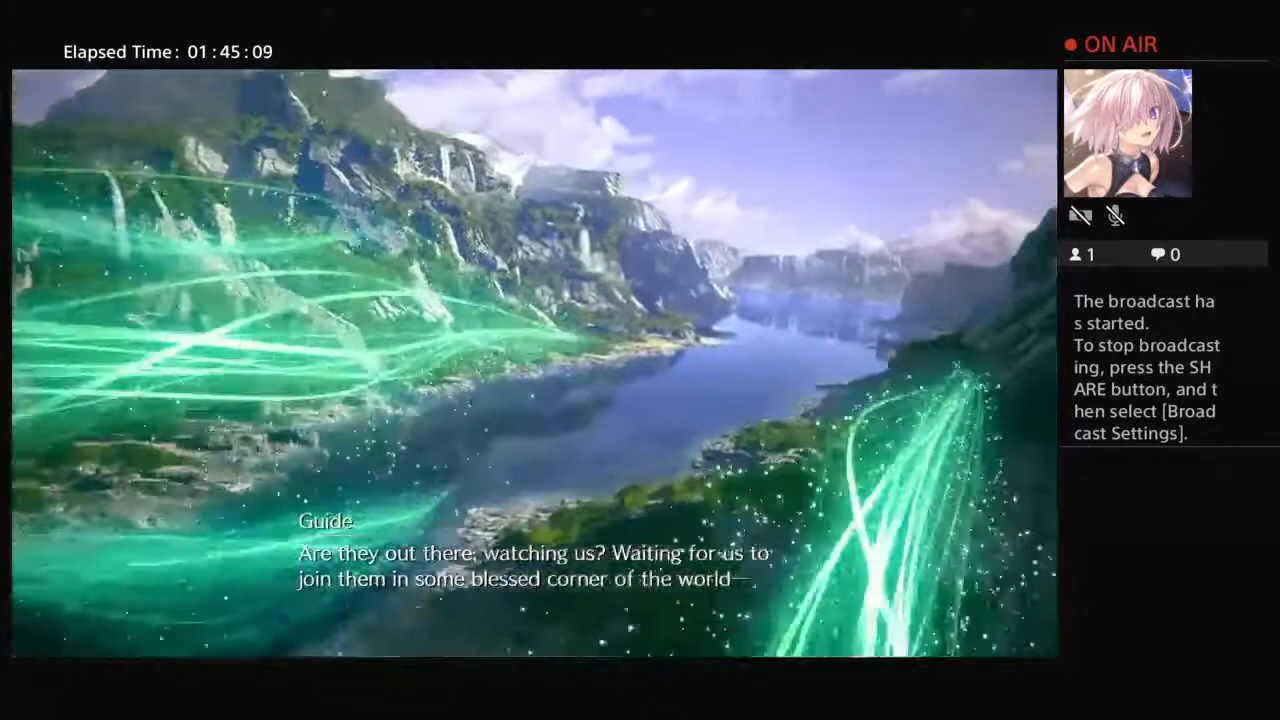 Elapsed Time: 01:45:09
ON AIR
1
0
The broadcast ha
s started.
To stop broadcast
ing, press the SH
ARE button, and t
hen select [Broad
cast Settings].
Guide
Are they out there, watching us? Waiting for us to
join them in some blessed corner of the world—